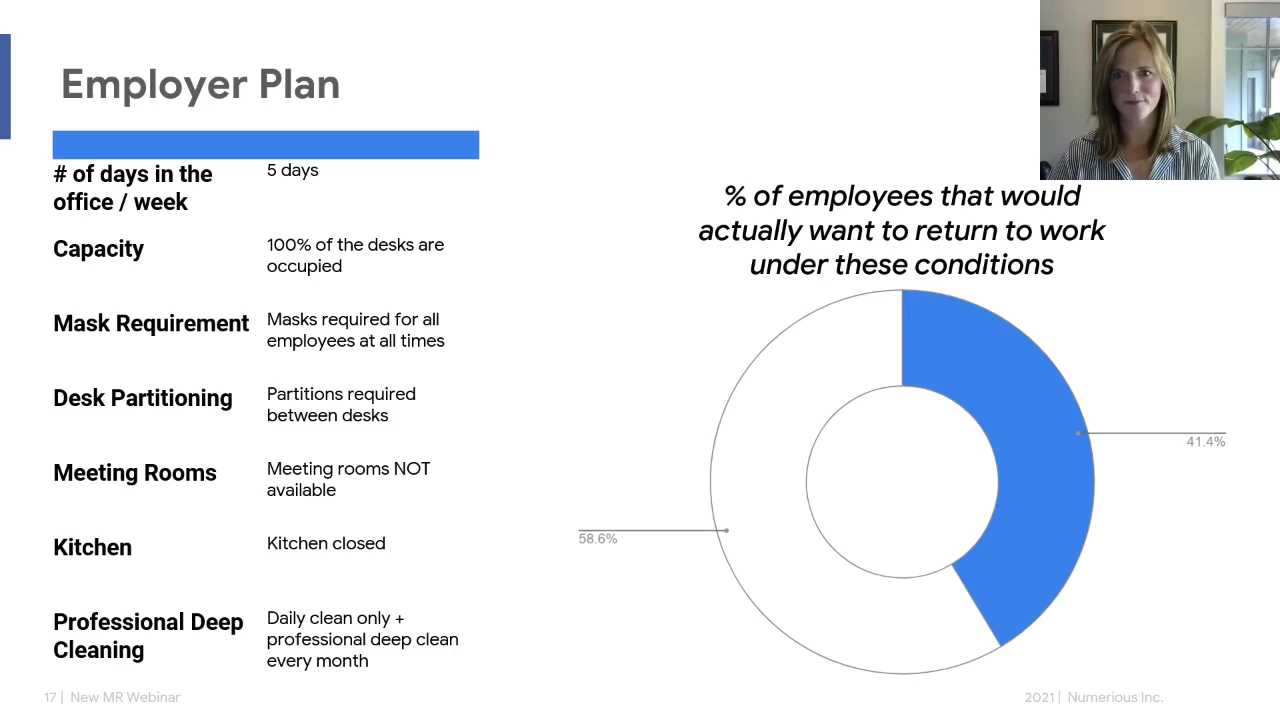 Employer Plan
# of days in the
office / week
5 days
Capacity
100% of the desks are
occupied
Mask Requirement
Masks required for all
employees at all times
Desk Partitioning
Partitions required
between desks
Meeting Rooms
Meeting rooms NOT
available
Kitchen
Kitchen closed
Professional Deep
Cleaning
Daily clean only +
professional deep clean
every month
% of employees that would
actually want to return to work
under these conditions
41.4%
58.6%
17 | New MR Webinar
2021 | Numerious Inc.